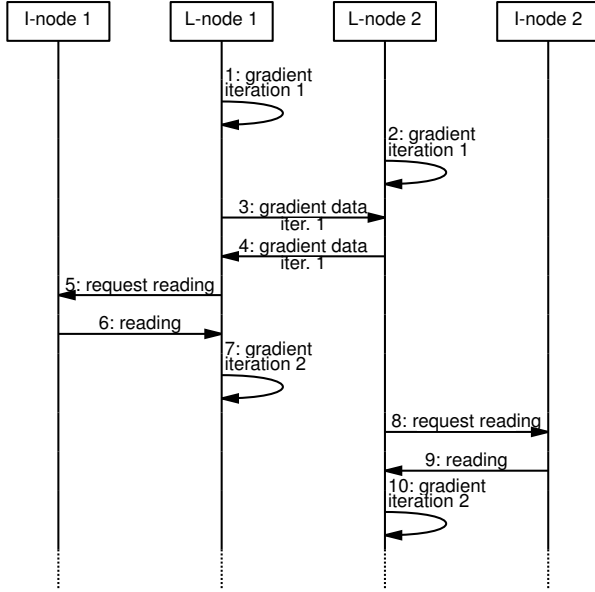 I-node 1
L-node 1
L-node 2
I-node 2
1: gradient
iteration 1
2: gradient
iteration 1
3: gradient data
iter. 1
4: gradient data
iter. 1
5: request reading
6: reading
7: gradient
iteration 2
8: request reading
9: reading
10: gradient
iteration 2